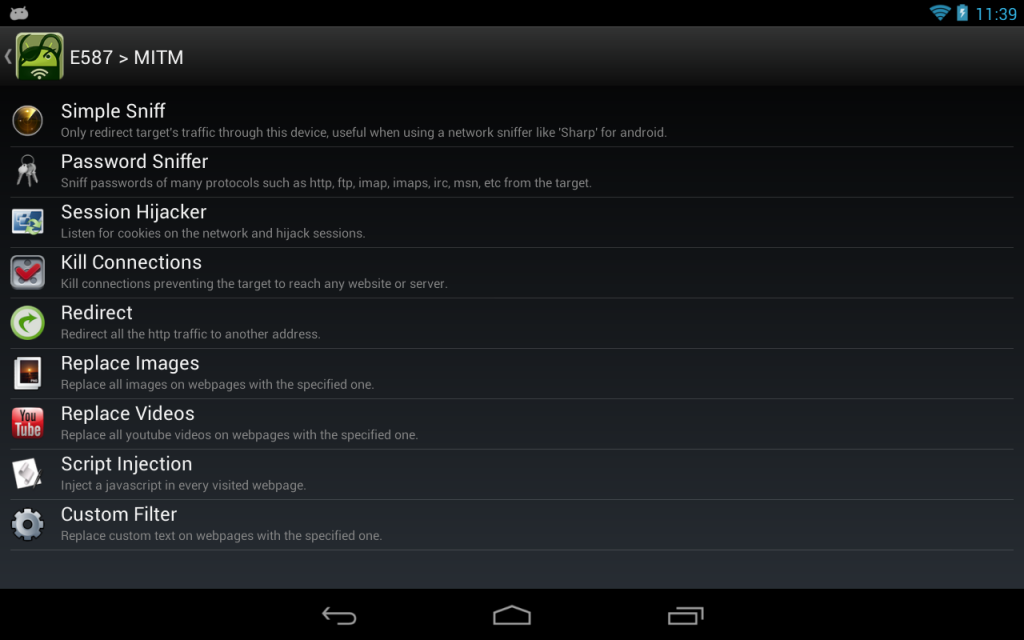 11:39
E587 > MITM
Simple Sniff
Only redirect target's traffic through this device, useful when using a network sniffer like 'Sharp' for android.
Password Sniffer
Sniff passwords of many protocols such as http, ftp, imap, imaps, irc, msn, etc from the target.
Session Hijacker
Listen for cookies on the network and hijack sessions.
Kill Connections
Kill connections preventing the target to reach any website or server.
Redirect
Redirect all the http traffic to another address.
Replace Images
Replace all images on webpages with the specified one.
You
Tube
Replace Videos
Replace all youtube videos on webpages with the specified one.
Script Injection
Inject a javascript in every visited webpage.
Custom Filter
Replace custom text on webpages with the specified one.